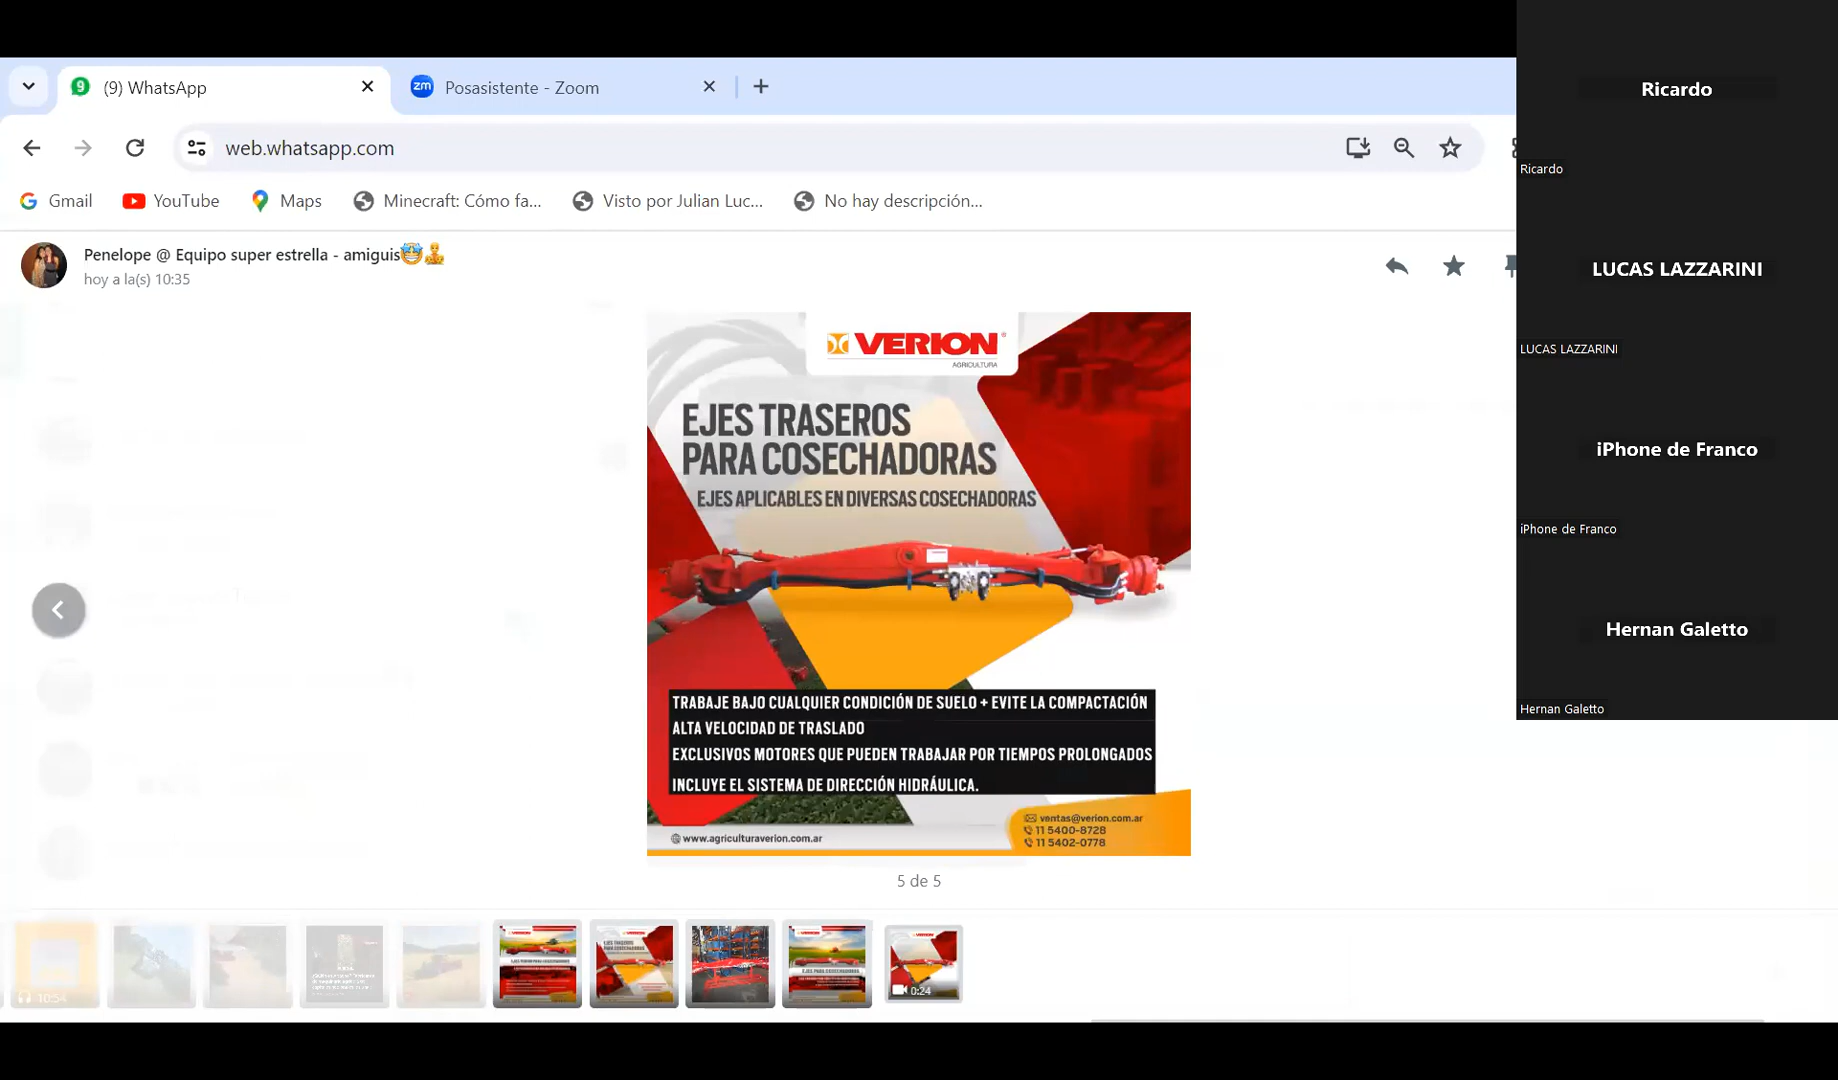 (9) WhatsApp
Posasistente - Zoom
web.whatsapp.com
Gmail
YouTube
Maps
Minecraft: Cómo fa...
Visto por Julian Luc...
No hay descripción...
Penelope @ Equipo super estrella - amiguis
hoy a la(s) 10:35
VERION
AGRICULTURA
EJES TRASEROS
PARA COSECHADORAS
EJES APLICABLES EN DIVERSAS COSECHADORAS
TRABAJE BAJO CUALQUIER CONDICIÓN DE SUELO + EVITE LA COMPACTACIÓN
ALTA VELOCIDAD DE TRASLADO
EXCLUSIVOS MOTORES QUE PUEDEN TRABAJAR POR TIEMPOS PROLONGADOS
INCLUYE EL SISTEMA DE DIRECCIÓN HIDRÁULICA.
www.agriculturaverion.com.ar
ventas@verion.com.ar
11 5400-8728
11 5402-0778
5 de 5
10:54
0:24
Ricardo
Ricardo
LUCAS LAZZARINI
LUCAS LAZZARINI
iPhone de Franco
iPhone de Franco
Hernan Galetto
Hernan Galetto